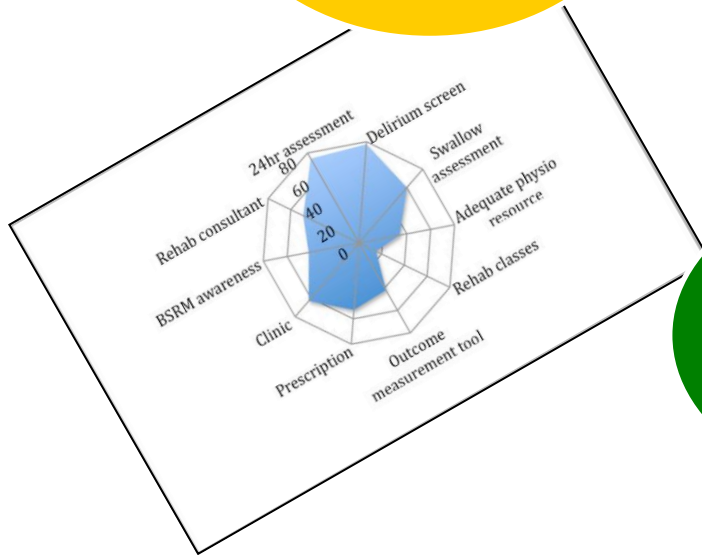 24hr assessment
Delirium screen
Swallow
assessment
Adequate physio
resource
Rehab classes
Outcome
measurement tool
Prescription
Clinic
BSRM awareness
Rehab consultant
80
60
40
20
0